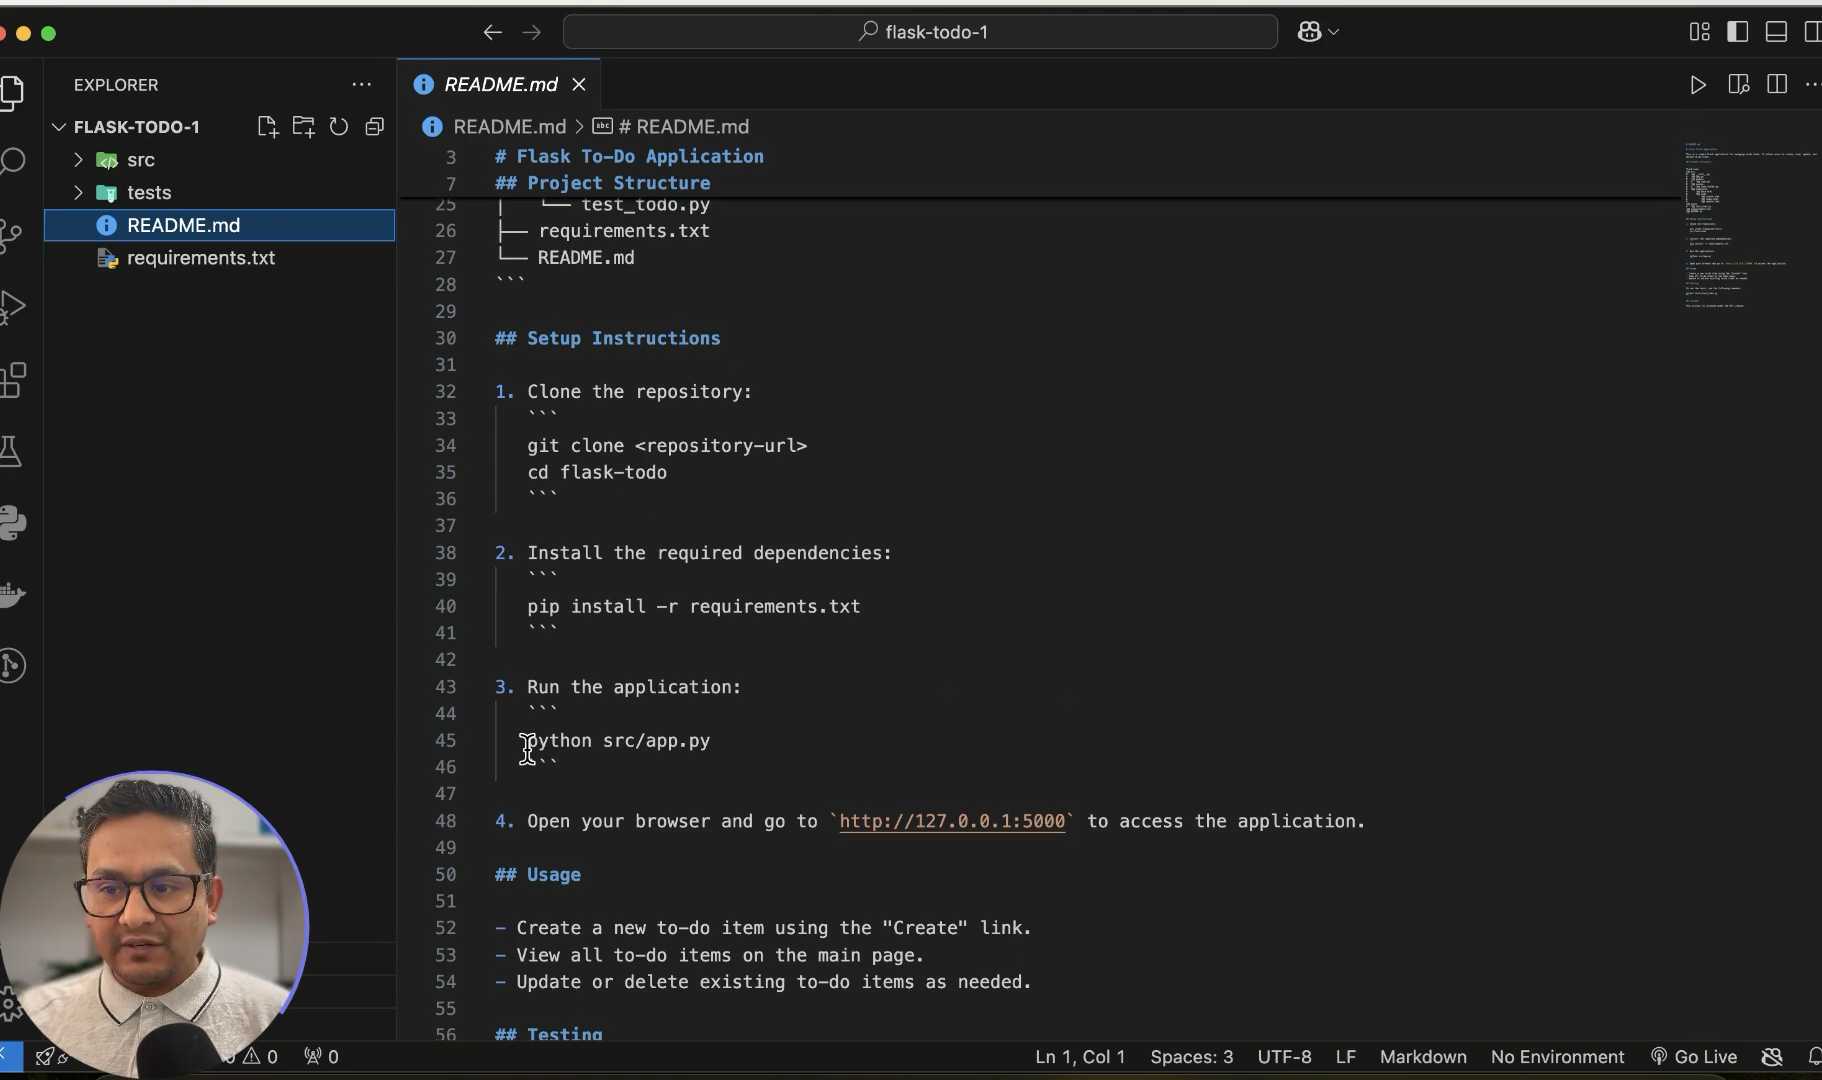 flask-todo-1
EXPLORER
README.md
FLASK-TODO-1
README.md > # README.md
src
tests
README.md
requirements.txt
3 # Flask To-Do Application
7 ## Project Structure
25 │   └── test_todo.py
26 ├── requirements.txt
27 └── README.md
28 ```
29
30 ## Setup Instructions
31
32 1. Clone the repository:
33 ```
34 git clone <repository-url>
35 cd flask-todo
36 ```
37
38 2. Install the required dependencies:
39 ```
40 pip install -r requirements.txt
41 ```
42
43 3. Run the application:
44 ```
45 python src/app.py
46 ```
47
48 4. Open your browser and go to `http://127.0.0.1:5000` to access the application.
49
50 ## Usage
51
52 - Create a new to-do item using the "Create" link.
53 - View all to-do items on the main page.
54 - Update or delete existing to-do items as needed.
55
56 ## Testing
0 0 0 Ln 1, Col 1 Spaces: 3 UTF-8 LF Markdown No Environment Go Live